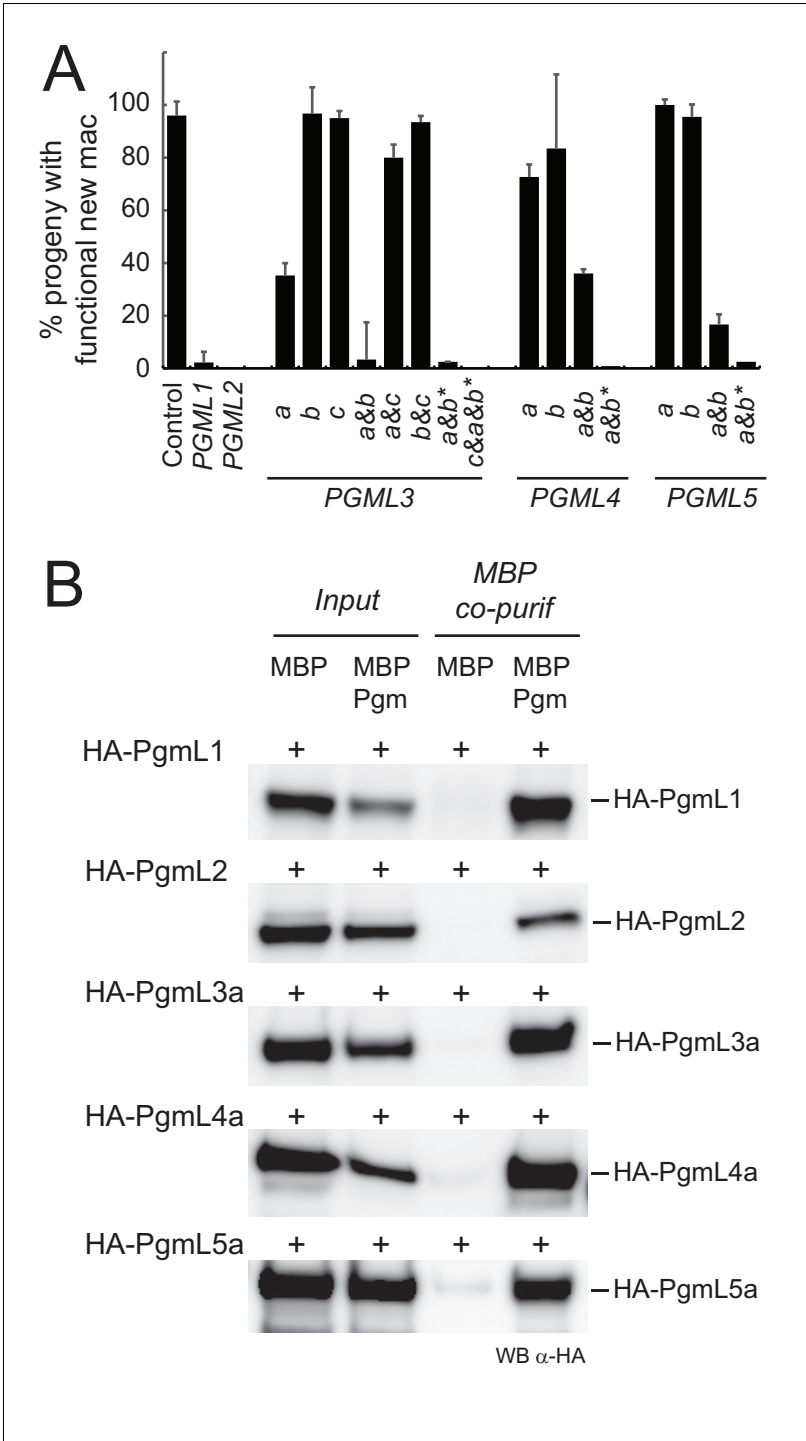 A
% progeny with
functional new mac
100
80
60
40
20
0
Control
PGML1
PGML2
a
b
c
a&b
a&c
b&c
a&b*
c&a&b*
a
b
a&b
a&b*
a
b
a&b
a&b*
PGML3
PGML4
PGML5
B
Input
MBP
co-purif
MBP
MBP
Pgm
MBP
MBP
Pgm
HA-PgmL1 + + + +
HA-PgmL1
HA-PgmL2 + + + +
HA-PgmL2
HA-PgmL3a + + + +
HA-PgmL3a
HA-PgmL4a + + + +
HA-PgmL4a
HA-PgmL5a + + + +
HA-PgmL5a
WB α-HA